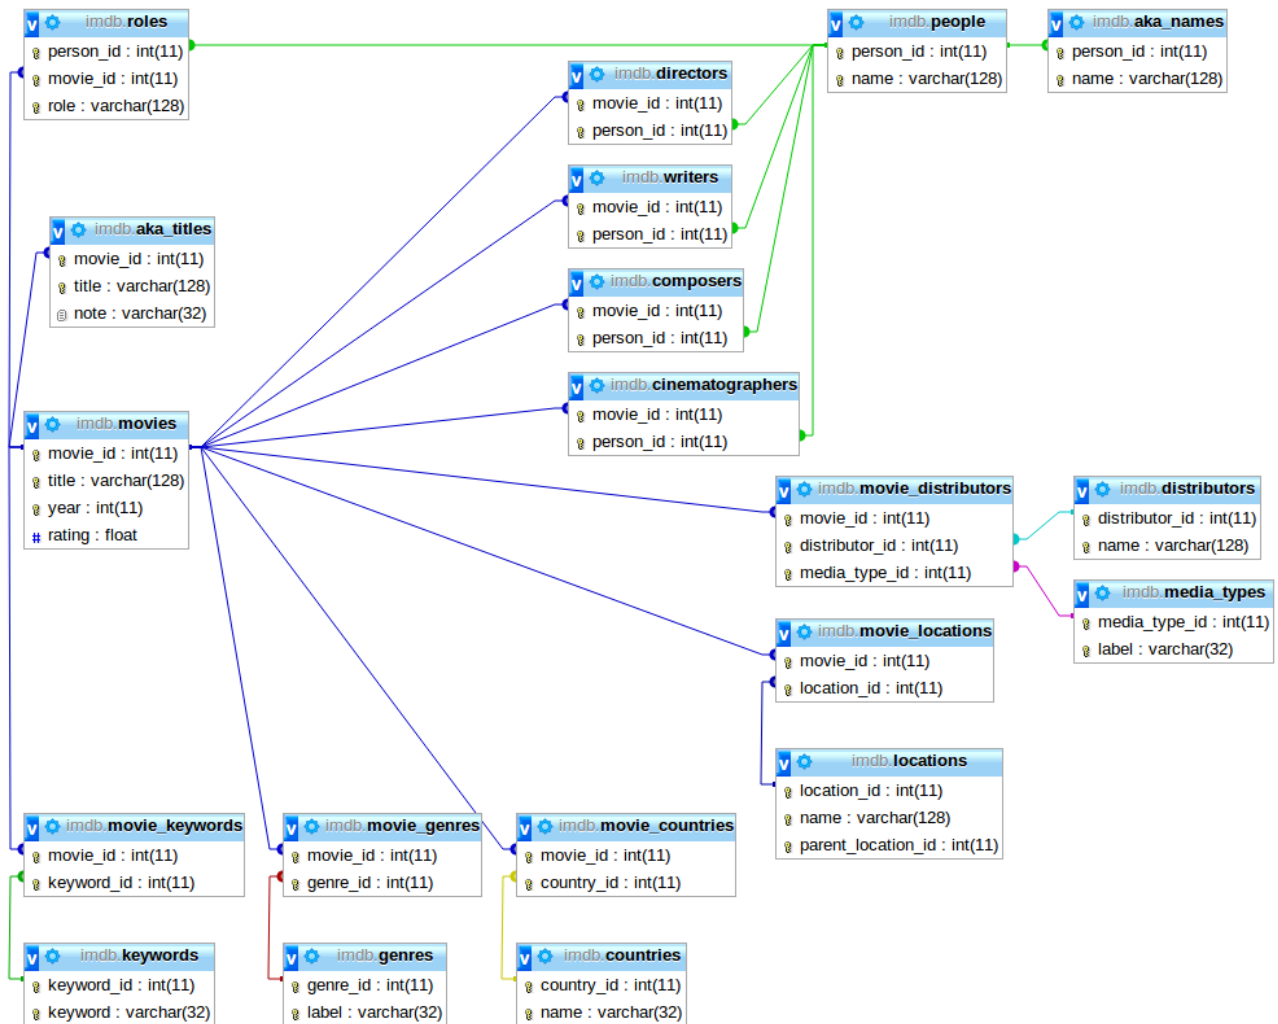 imdb.roles
person_id : int(11)
movie_id : int(11)
role : varchar(128)
imdb.people
person_id : int(11)
name : varchar(128)
imdb.aka_names
person_id : int(11)
name : varchar(128)
imdb.directors
movie_id : int(11)
person_id : int(11)
imdb.writers
movie_id : int(11)
person_id : int(11)
imdb.aka_titles
movie_id : int(11)
title : varchar(128)
note : varchar(32)
imdb.composers
movie_id : int(11)
person_id : int(11)
imdb.cinematographers
movie_id : int(11)
person_id : int(11)
imdb.movies
movie_id : int(11)
title : varchar(128)
year : int(11)
# rating : float
imdb.movie_distributors
movie_id : int(11)
distributor_id : int(11)
media_type_id : int(11)
imdb.distributors
distributor_id : int(11)
name : varchar(128)
imdb.media_types
media_type_id : int(11)
label : varchar(32)
imdb.movie_locations
movie_id : int(11)
location_id : int(11)
imdb.locations
location_id : int(11)
name : varchar(128)
parent_location_id : int(11)
imdb.movie_keywords
movie_id : int(11)
keyword_id : int(11)
imdb.movie_genres
movie_id : int(11)
genre_id : int(11)
imdb.movie_countries
movie_id : int(11)
country_id : int(11)
imdb.keywords
keyword_id : int(11)
keyword : varchar(32)
imdb.genres
genre_id : int(11)
label : varchar(32)
imdb.countries
country_id : int(11)
name : varchar(32)